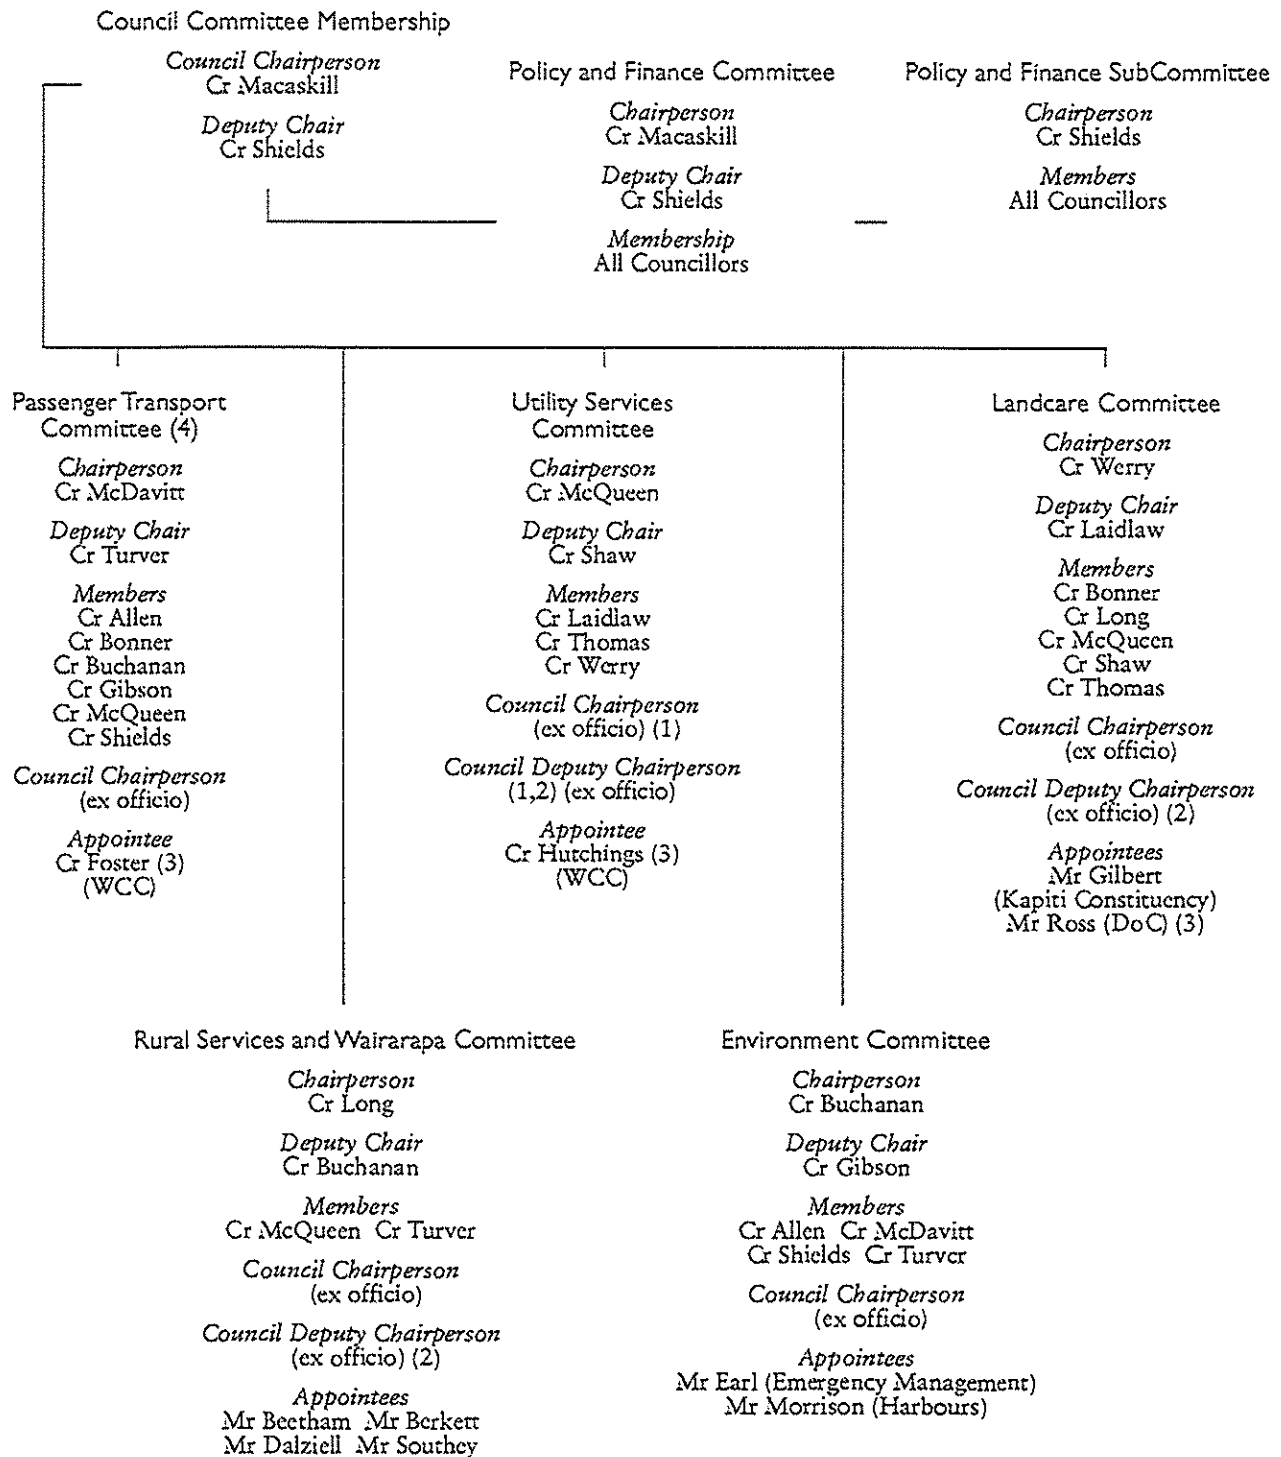 Council Committee Membership
Council Chairperson
Cr Macaskill
Deputy Chair
Cr Shields
Policy and Finance Committee
Chairperson
Cr Macaskill
Deputy Chair
Cr Shields
Membership
All Councillors
Policy and Finance SubCommittee
Chairperson
Cr Shields
Members
All Councillors
Passenger Transport
Committee (4)
Chairperson
Cr McDavitt
Deputy Chair
Cr Turver
Members
Cr Allen
Cr Bonner
Cr Buchanan
Cr Gibson
Cr McQueen
Cr Shields
Council Chairperson
(ex officio)
Appointee
Cr Foster (3)
(WCC)
Utility Services
Committee
Chairperson
Cr McQueen
Deputy Chair
Cr Shaw
Members
Cr Laidlaw
Cr Thomas
Cr Werry
Council Chairperson
(ex officio) (1)
Council Deputy Chairperson
(1,2) (ex officio)
Appointee
Cr Hutchings (3)
(WCC)
Landcare Committee
Chairperson
Cr Werry
Deputy Chair
Cr Laidlaw
Members
Cr Bonner
Cr Long
Cr McQueen
Cr Shaw
Cr Thomas
Council Chairperson
(ex officio)
Council Deputy Chairperson
(ex officio) (2)
Appointees
Mr Gilbert
(Kapiti Constituency)
Mr Ross (DoC) (3)
Rural Services and Wairarapa Committee
Chairperson
Cr Long
Deputy Chair
Cr Buchanan
Members
Cr McQueen Cr Turver
Council Chairperson
(ex officio)
Council Deputy Chairperson
(ex officio) (2)
Appointees
Mr Beetham Mr Berkett
Mr Dalziell Mr Southey
Environment Committee
Chairperson
Cr Buchanan
Deputy Chair
Cr Gibson
Members
Cr Allen Cr McDavitt
Cr Shields Cr Turver
Council Chairperson
(ex officio)
Appointees
Mr Earl (Emergency Management)
Mr Morrison (Harbours)